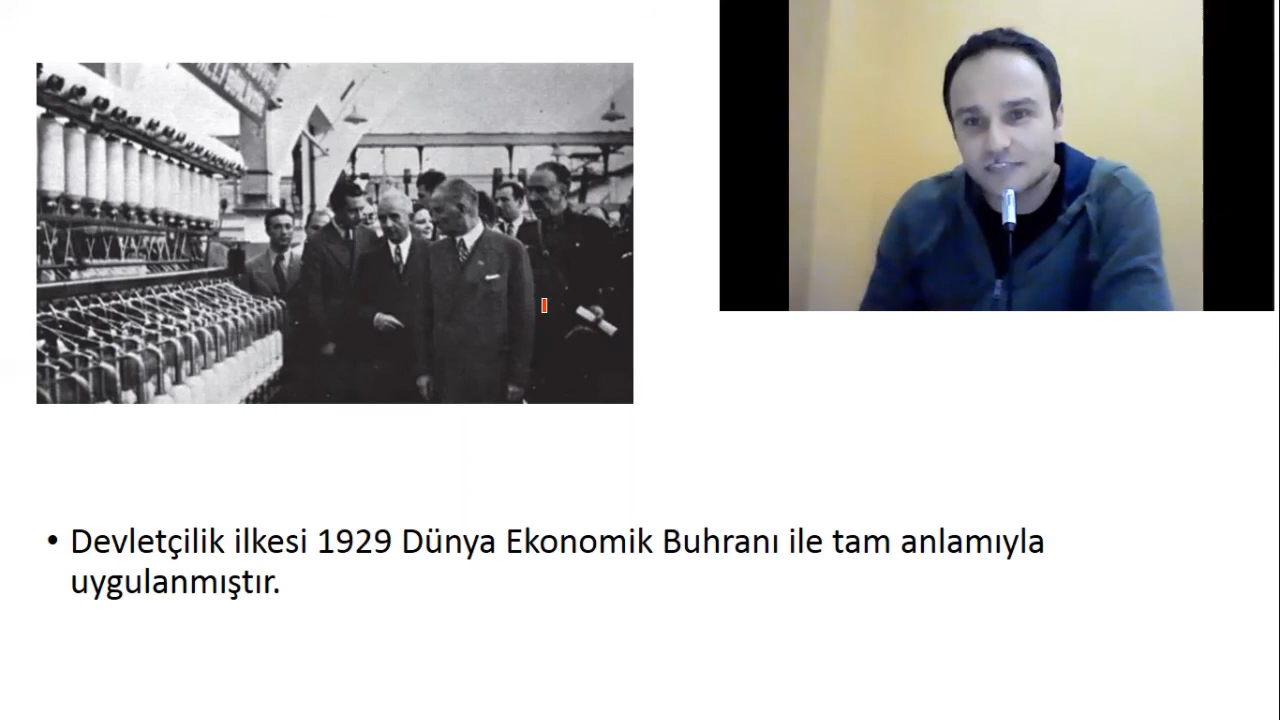 • Devletçilik ilkesi 1929 Dünya Ekonomik Buhranı ile tam anlamıyla
uygulanmıştır.